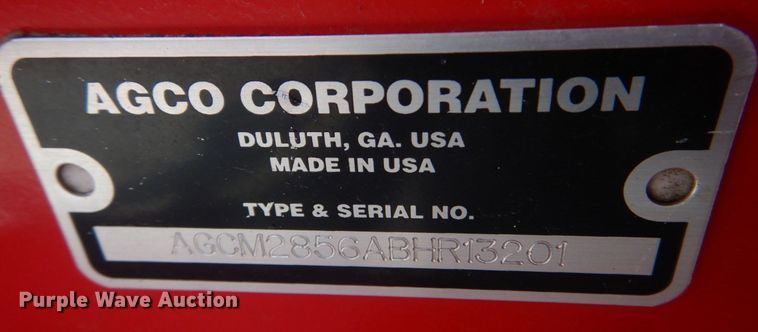 AGCO CORPORATION
DULUTH, GA. USA
MADE IN USA
TYPE & SERIAL NO.
AGCM2856ABHR13201
Purple Wave Auction